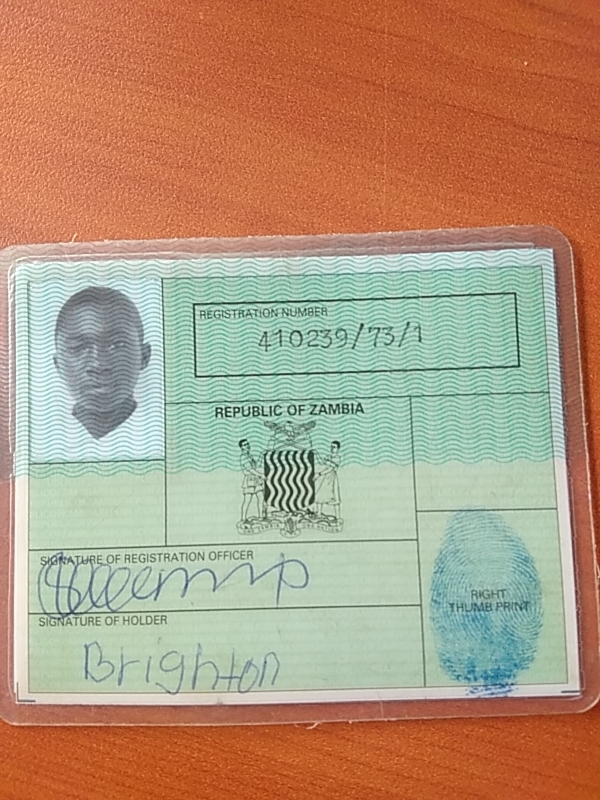 REGISTRATION NUMBER
410239/73/1
REPUBLIC OF ZAMBIA
SIGNATURE OF REGISTRATION OFFICER
SIGNATURE OF HOLDER
Brighton
RIGHT
THUMB PRINT